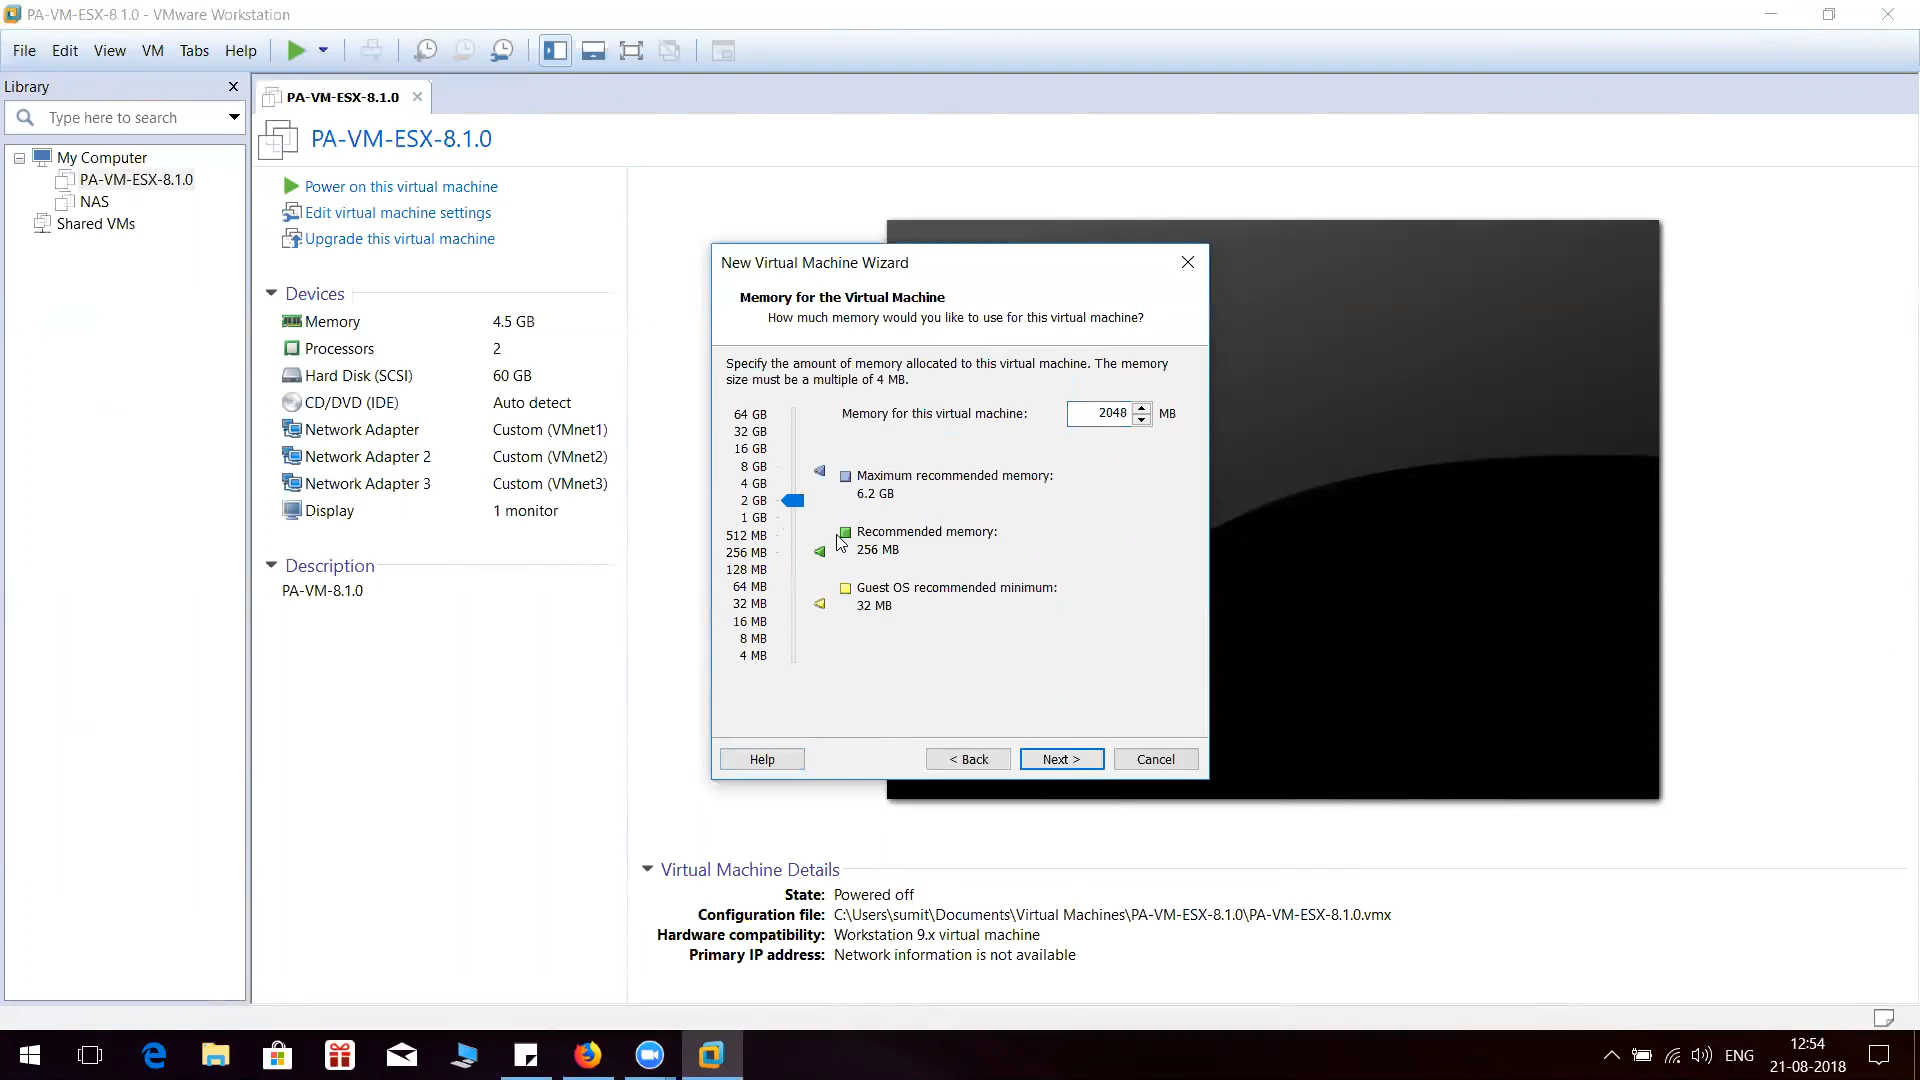 PA-VM-ESX-8.1.0 - VMware Workstation
File Edit View VM Tabs Help
Library
Type here to search
My Computer
PA-VM-ESX-8.1.0
NAS
Shared VMs
PA-VM-ESX-8.1.0
PA-VM-ESX-8.1.0
Power on this virtual machine
Edit virtual machine settings
Upgrade this virtual machine
Devices
Memory 4.5 GB
Processors 2
Hard Disk (SCSI) 60 GB
CD/DVD (IDE) Auto detect
Network Adapter Custom (VMnet1)
Network Adapter 2 Custom (VMnet2)
Network Adapter 3 Custom (VMnet3)
Display 1 monitor
Description
PA-VM-8.1.0
New Virtual Machine Wizard
Memory for the Virtual Machine
How much memory would you like to use for this virtual machine?
Specify the amount of memory allocated to this virtual machine. The memory
size must be a multiple of 4 MB.
64 GB
32 GB
16 GB
8 GB
4 GB
2 GB
1 GB
512 MB
256 MB
128 MB
64 MB
32 MB
16 MB
8 MB
4 MB
Memory for this virtual machine: 2048 MB
Maximum recommended memory:
6.2 GB
Recommended memory:
256 MB
Guest OS recommended minimum:
32 MB
Help < Back Next > Cancel
Virtual Machine Details
State: Powered off
Configuration file: C:\Users\sumit\Documents\Virtual Machines\PA-VM-ESX-8.1.0\PA-VM-ESX-8.1.0.vmx
Hardware compatibility: Workstation 9.x virtual machine
Primary IP address: Network information is not available
ENG
12:54
21-08-2018